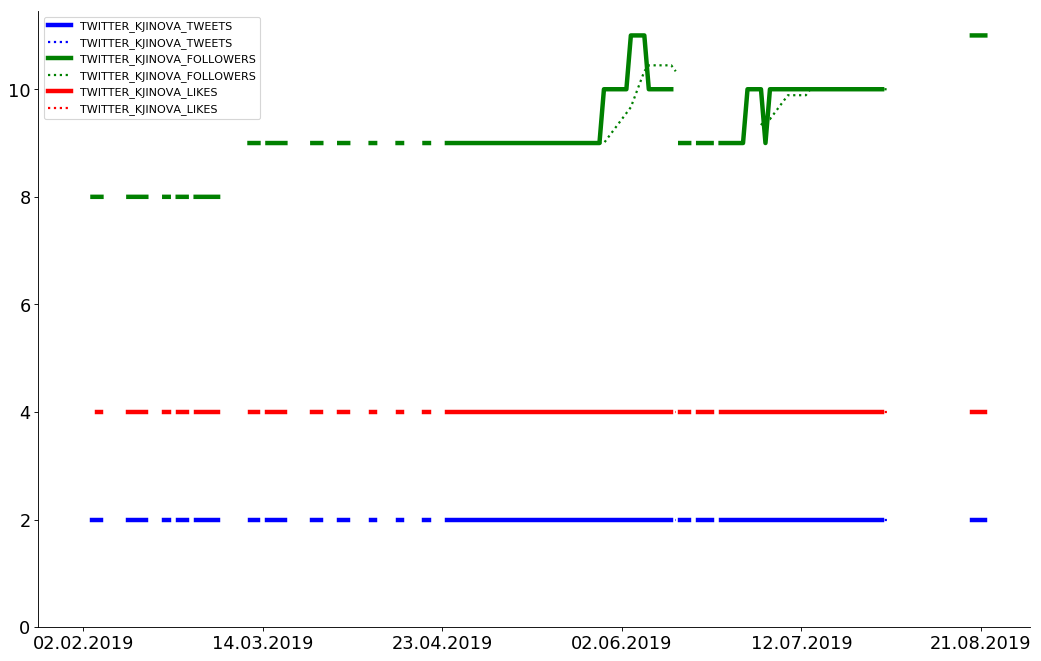 TWITTER_KJINOVA_TWEETS
TWITTER_KJINOVA_TWEETS
TWITTER_KJINOVA_FOLLOWERS
TWITTER_KJINOVA_FOLLOWERS
TWITTER_KJINOVA_LIKES
TWITTER_KJINOVA_LIKES
10
8
6
4
2
0
02.02.2019 14.03.2019 23.04.2019 02.06.2019 12.07.2019 21.08.2019